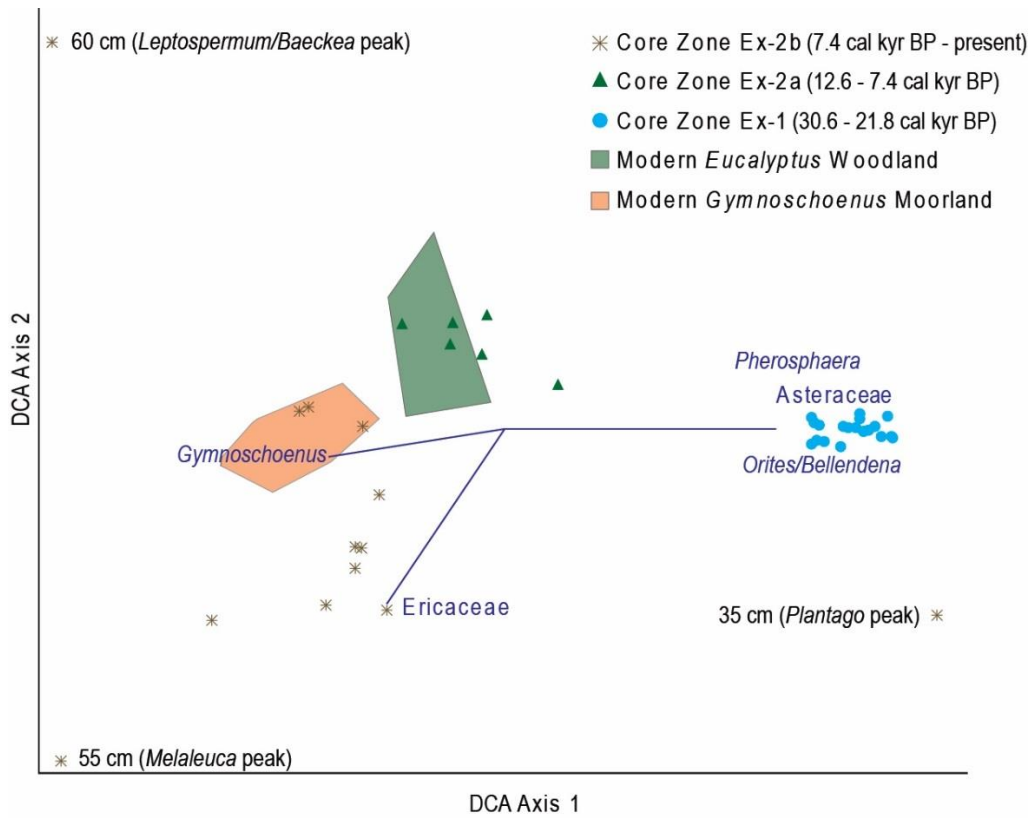 60 cm (Leptospermum/Baeckea peak)
Core Zone Ex-2b (7.4 cal kyr BP - present)
Core Zone Ex-2a (12.6 - 7.4 cal kyr BP)
Core Zone Ex-1 (30.6 - 21.8 cal kyr BP)
Modern Eucalyptus Woodland
Modern Gymnoschoenus Moorland
DCA Axis 2
Pherosphaera
Asteraceae
Gymnoschoenus
Orites/Bellendena
Ericaceae
35 cm (Plantago peak)
55 cm (Melaleuca peak)
DCA Axis 1